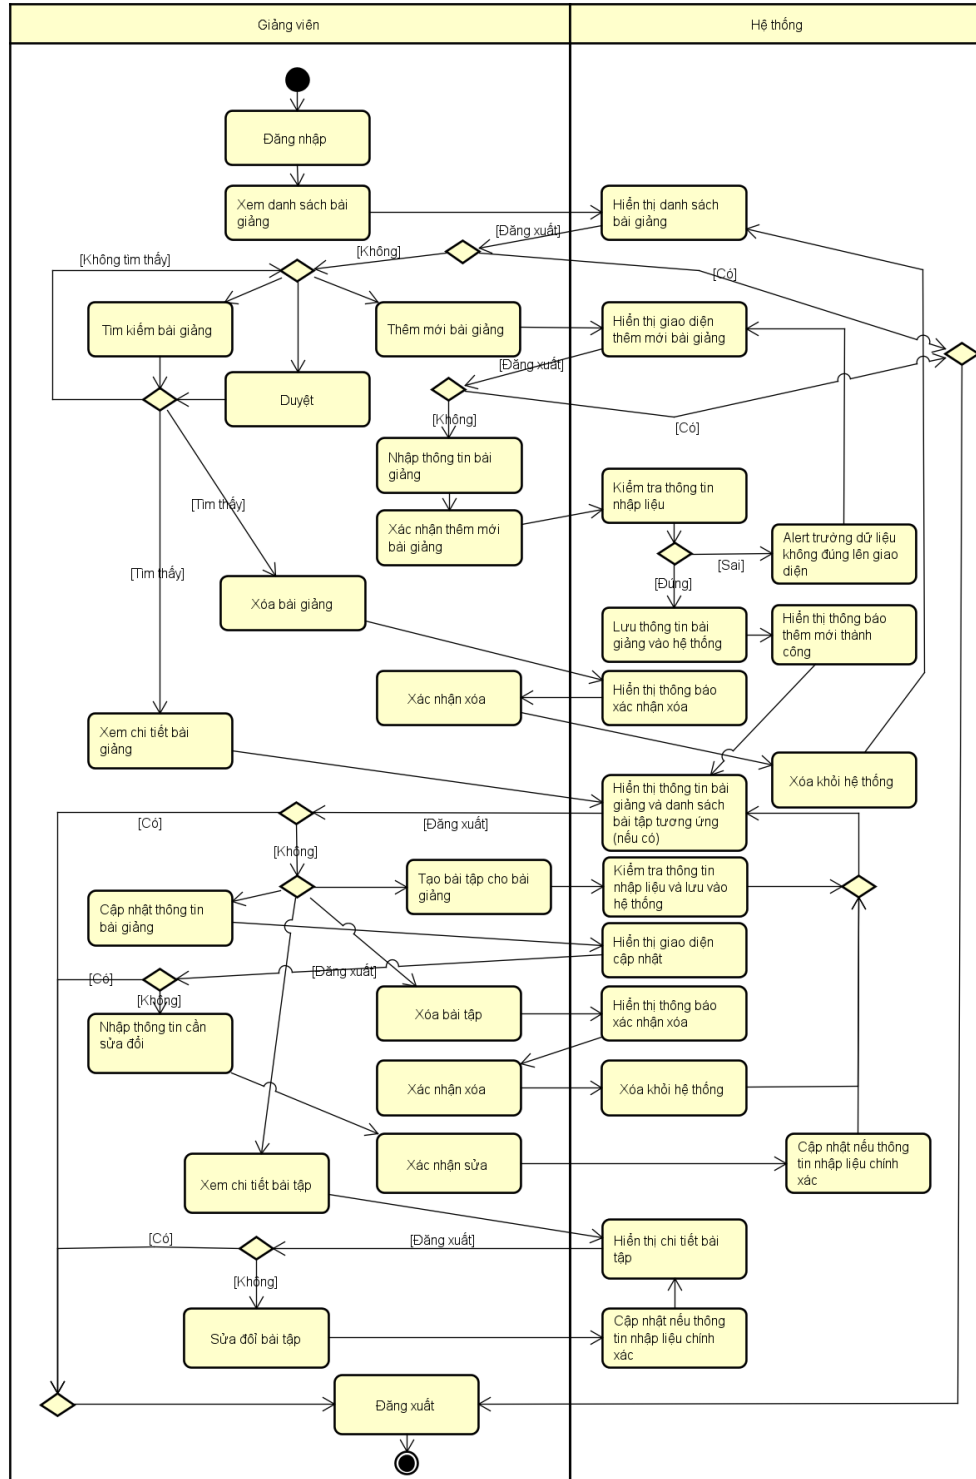 Giảng viên
Hệ thống
Đăng nhập
Xem danh sách bài
giảng
Hiển thị danh sách
bài giảng
[Đăng xuất]
[Không]
[Không tìm thấy]
[Có]
Tìm kiếm bài giảng
Thêm mới bài giảng
Hiển thị giao diện
thêm mới bài giảng
[Đăng xuất]
Duyệt
[Không]
[Có]
Nhập thông tin bài
giảng
Kiểm tra thông tin
nhập liệu
[Tìm thấy]
Xác nhận thêm mới
bài giảng
Alert trường dữ liệu
không đúng lên giao
diện
[Sai]
[Tìm thấy]
[Đúng]
Xóa bài giảng
Lưu thông tin bài
giảng vào hệ thống
Hiển thị thông báo
thêm mới thành
công
Xác nhận xóa
Hiển thị thông báo
xác nhận xóa
Xem chi tiết bài
giảng
Xóa khỏi hệ thống
Hiển thị thông tin bài
giảng và danh sách
bài tập tương ứng
(nếu có)
[Có]
[Đăng xuất]
[Không]
Tạo bài tập cho bài
giảng
Kiểm tra thông tin
nhập liệu và lưu vào
hệ thống
Cập nhật thông tin
bài giảng
Hiển thị giao diện
cập nhật
[Có]
[Đăng xuất]
[Không]
Xóa bài tập
Hiển thị thông báo
xác nhận xóa
Nhập thông tin cần
sửa đổi
Xác nhận xóa
Xóa khỏi hệ thống
Xác nhận sửa
Cập nhật nếu thông
tin nhập liệu chính
xác
Xem chi tiết bài tập
[Có]
[Đăng xuất]
Hiển thị chi tiết bài
tập
[Không]
Sửa đổi bài tập
Cập nhật nếu thông
tin nhập liệu chính
xác
Đăng xuất